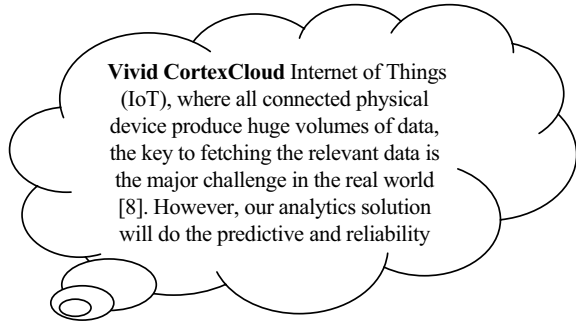 Vivid CortexCloud Internet of Things
(IoT), where all connected physical
device produce huge volumes of data,
the key to fetching the relevant data is
the major challenge in the real world
[8]. However, our analytics solution
will do the predictive and reliability